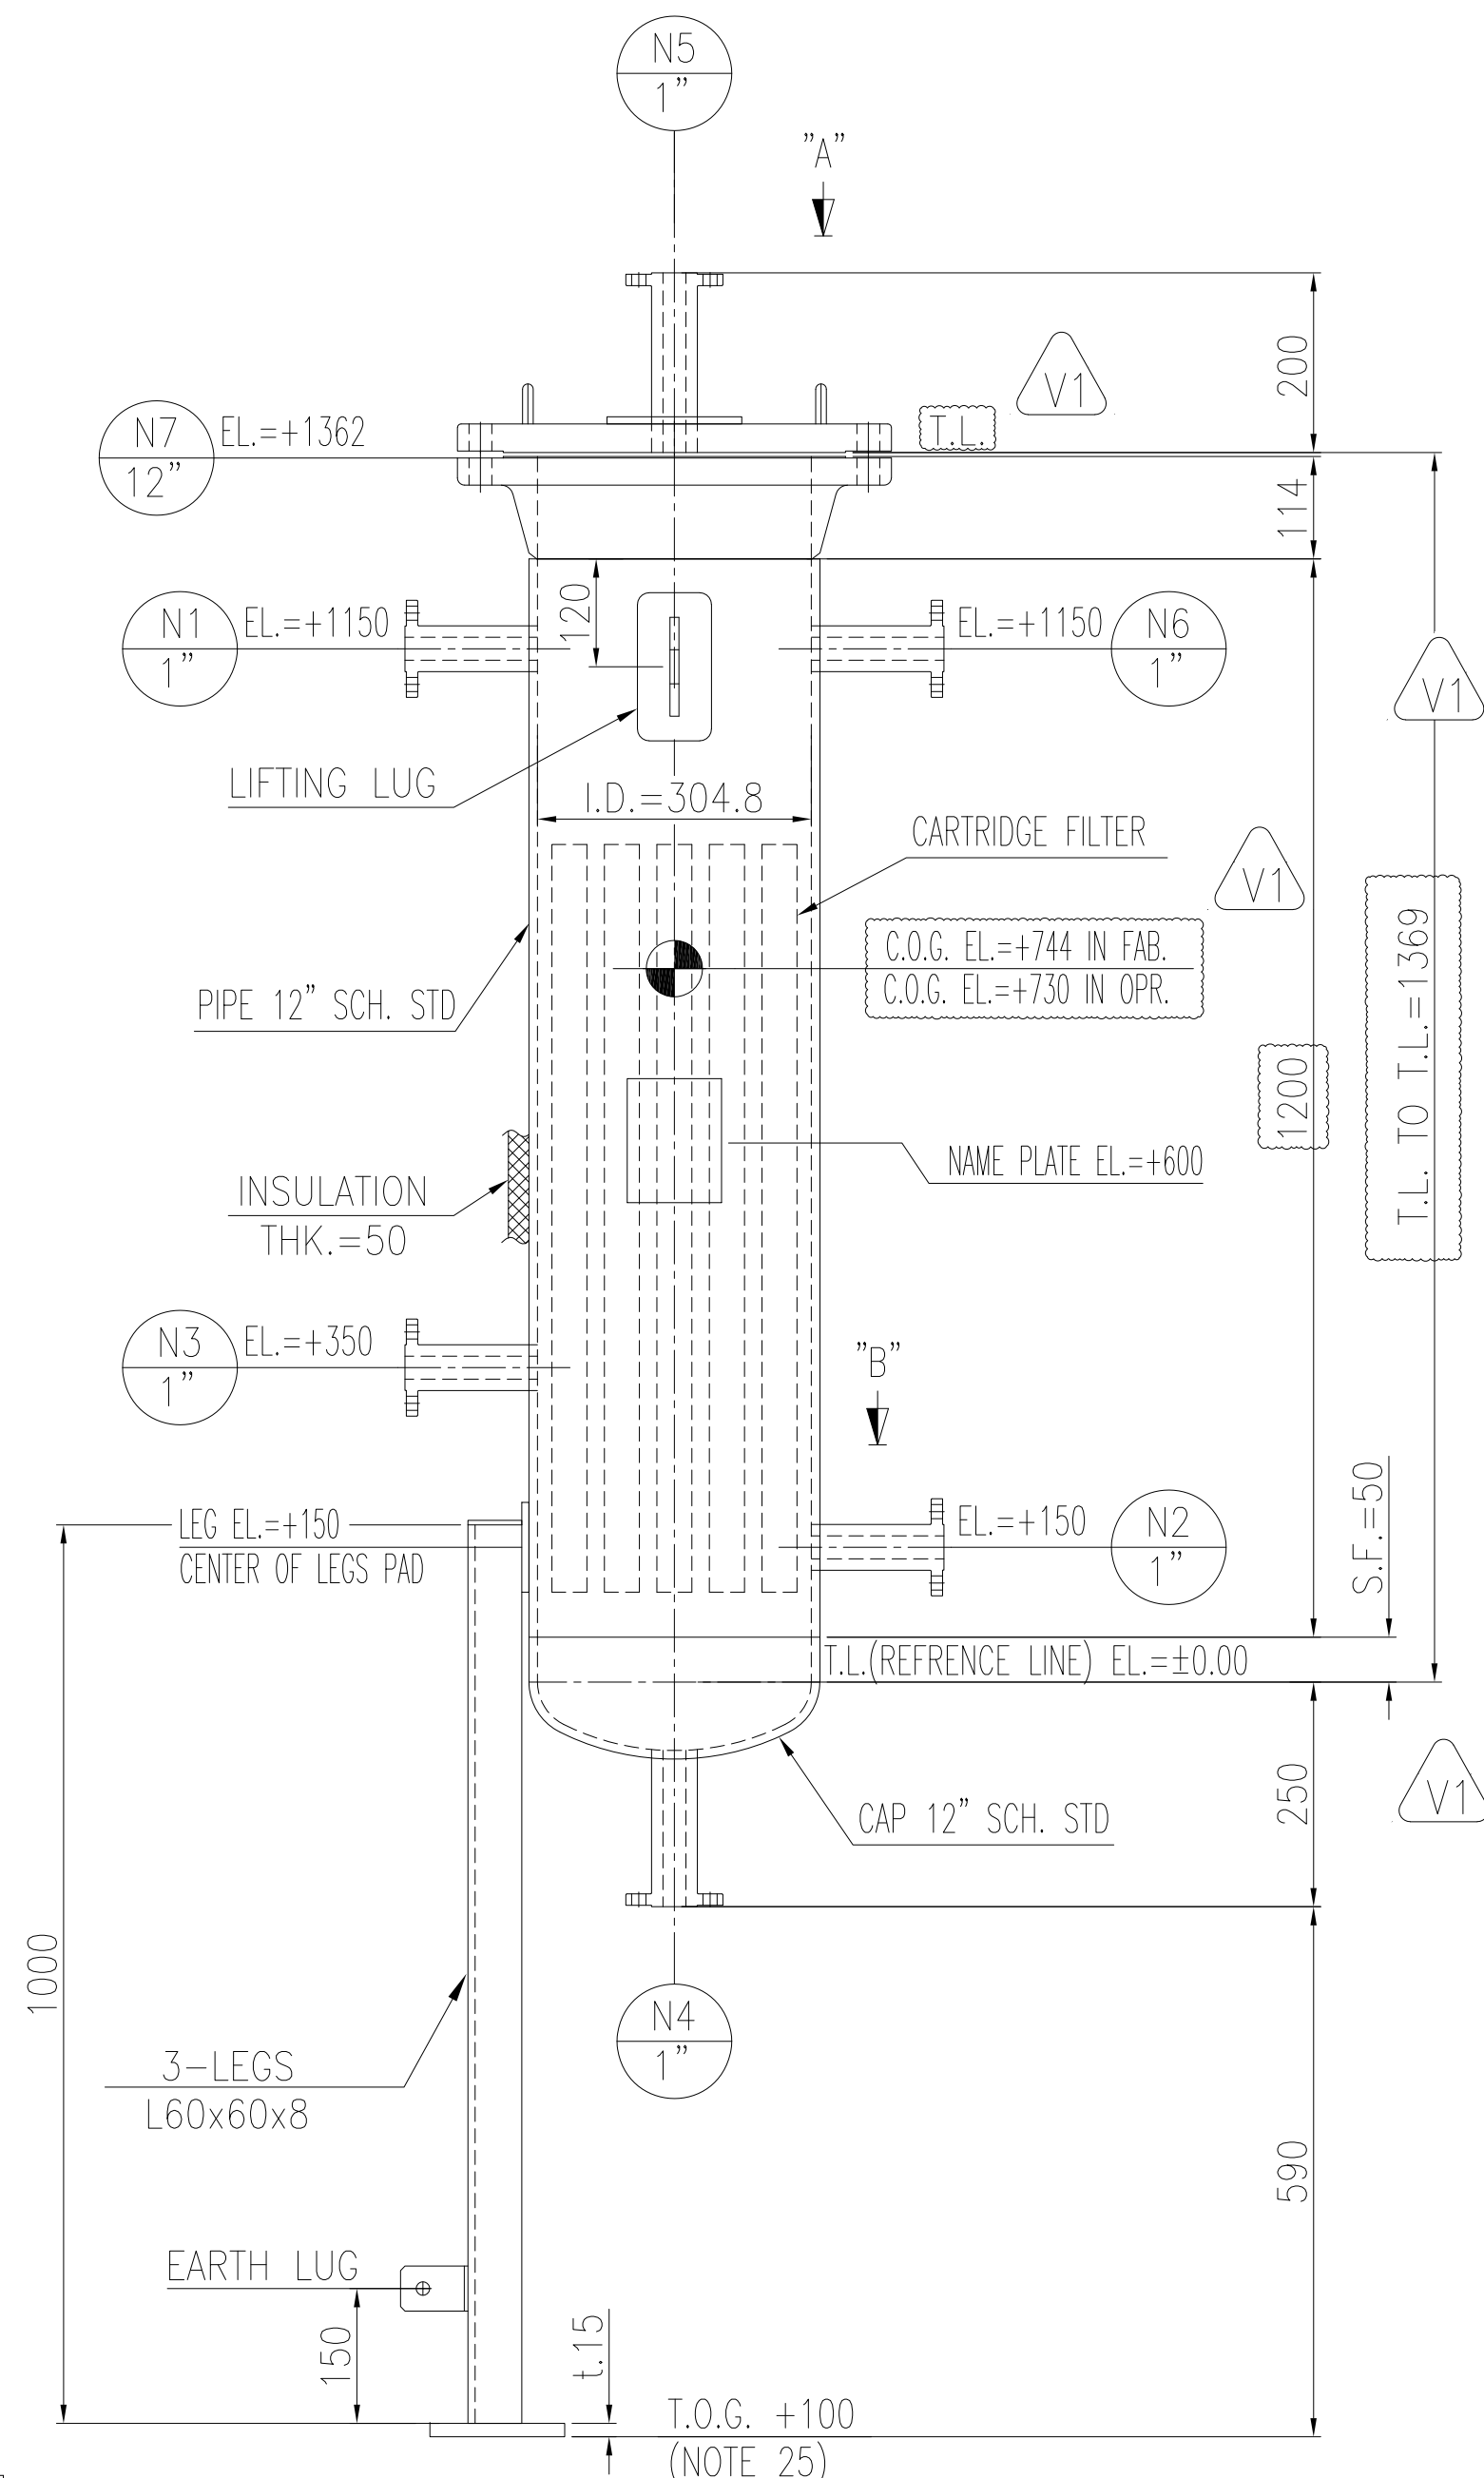 N5
1"
"A"
200
V1
T.L.
N7
12"
EL.=+1362
114
N1
1"
EL.=+1150
120
EL.=+1150
N6
1"
V1
LIFTING LUG
I.D.=304.8
CARTRIDGE FILTER
V1
C.O.G. EL.=+744 IN FAB.
C.O.G. EL.=+730 IN OPR.
PIPE 12" SCH. STD
1200
T.L. TO T.L.=1369
NAME PLATE EL.=+600
INSULATION
THK.=50
N3
1"
EL.=+350
"B"
LEG EL.=+150
CENTER OF LEGS PAD
EL.=+150
N2
1"
S.F.=50
T.L.(REFRENCE LINE) EL.=±0.00
250
V1
CAP 12" SCH. STD
1000
N4
1"
3-LEGS
L60x60x8
590
EARTH LUG
150
t.15
T.O.G. +100
(NOTE 25)